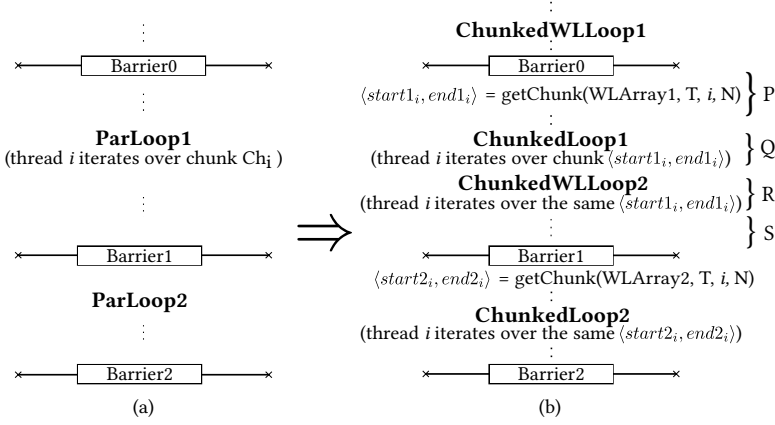 Barrier0
ParLoop1
(thread i iterates over chunk Chi )
Barrier1
ParLoop2
Barrier2
(a)
⇒
ChunkedWLLoop1
Barrier0
⟨start1i, end1i⟩ = getChunk(WLArray1, T, i, N) } P
ChunkedLoop1
(thread i iterates over chunk ⟨start1i, end1i⟩) } Q
ChunkedWLLoop2
(thread i iterates over the same ⟨start1i, end1i⟩) } R
} S
Barrier1
⟨start2i, end2i⟩ = getChunk(WLArray2, T, i, N)
ChunkedLoop2
(thread i iterates over the same ⟨start2i, end2i⟩)
Barrier2
(b)